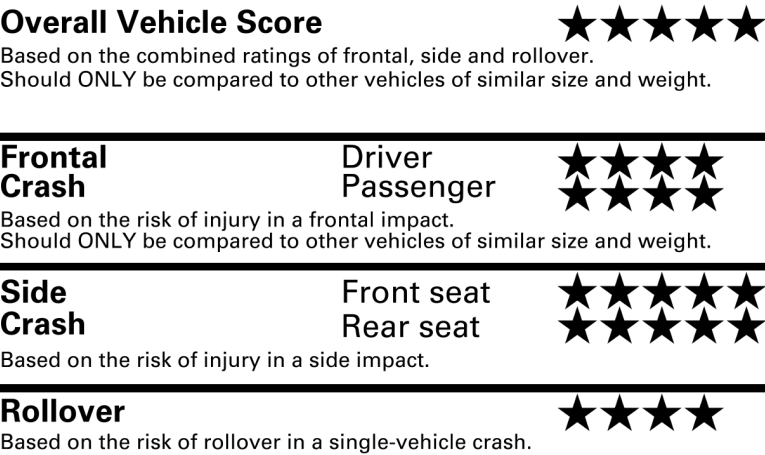 Overall Vehicle Score ★★★★★
Based on the combined ratings of frontal, side and rollover.
Should ONLY be compared to other vehicles of similar size and weight.
Frontal Driver ★★★★
Crash Passenger ★★★★
Based on the risk of injury in a frontal impact.
Should ONLY be compared to other vehicles of similar size and weight.
Side Front seat ★★★★★
Crash Rear seat ★★★★★
Based on the risk of injury in a side impact.
Rollover ★★★★
Based on the risk of rollover in a single-vehicle crash.